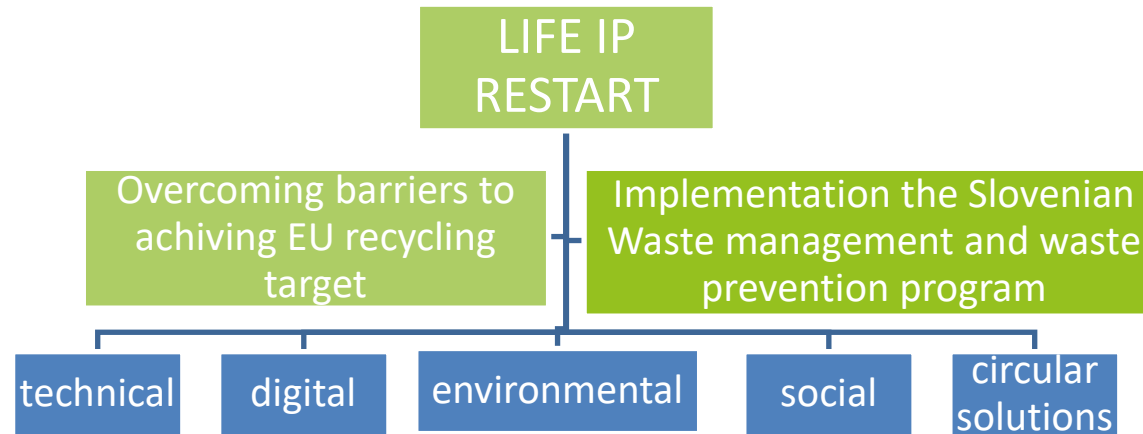 LIFE IP
RESTART
Overcoming barriers to
achiving EU recycling
target
Implementation the Slovenian
Waste management and waste
prevention program
technical
digital
environmental
social
circular
solutions